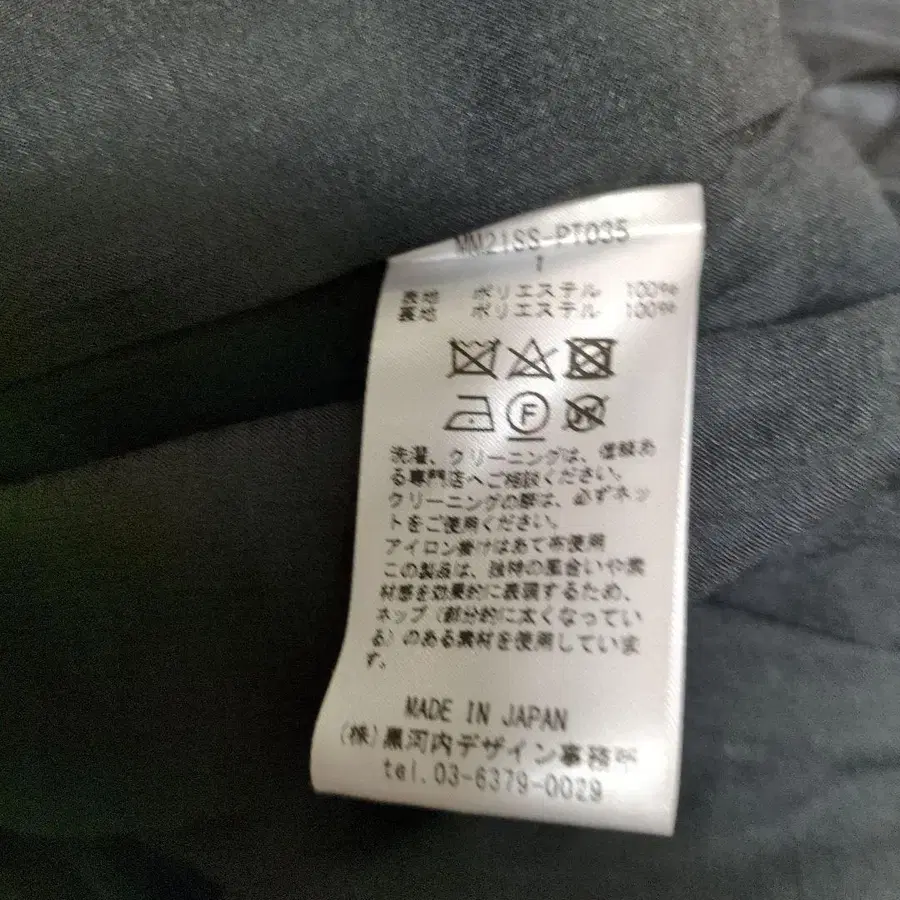 MM21SS-PT035
1
表地 ポリエステル 100%
裏地 ポリエステル 100%
F
W
洗濯、クリーニングは、信頼あ
る専門店へご相談ください。
クリーニングの際は、必ずネッ
トをご使用ください。
アイロン掛けはあて布使用
この製品は、独特の風合いや素
材感を効果的に表現するため、
ネップ(部分的に太くなってい
る)のある素材を使用していま
す。
MADE IN JAPAN
(株)黒河内デザイン事務所
tel.03-6379-0029